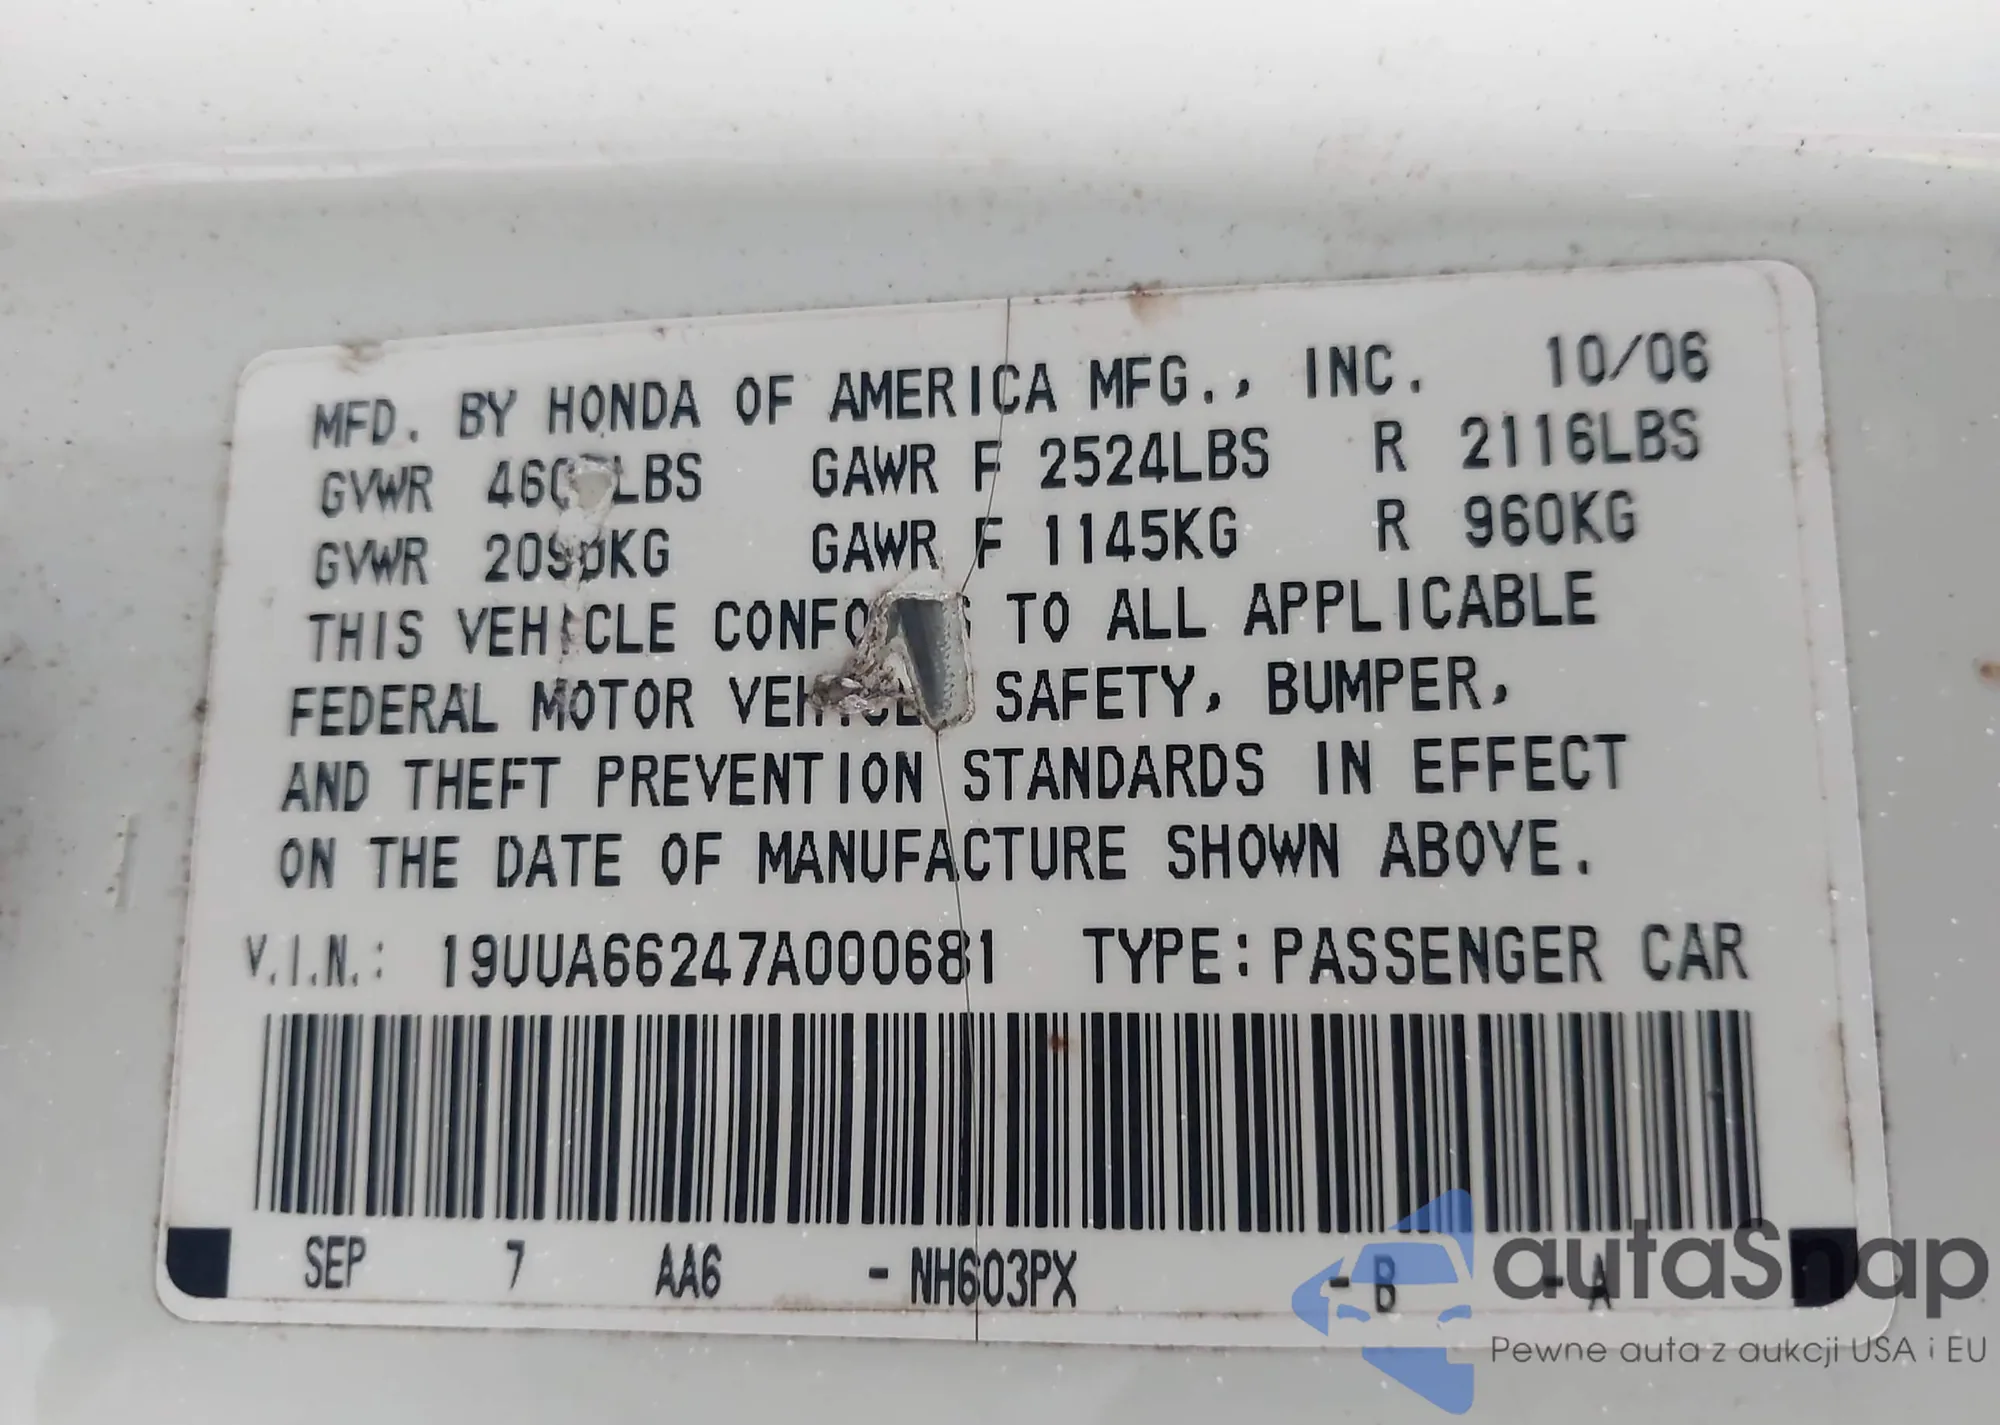 MFD. BY HONDA OF AMERICA MFG., INC. 10/06
GVWR GAWR F 2524LBS R 2116LBS
GVWR GAWR F 1145KG R 960KG
THIS VEHICLE TO ALL APPLICABLE
FEDERAL MOTOR SAFETY, BUMPER,
AND THEFT PREVENTION STANDARDS IN EFFECT
ON THE DATE OF MANUFACTURE SHOWN ABOVE.
V.I.N.: 19UUA66247A000681 TYPE: PASSENGER CAR
SEP 7 AA6 - NH603PX - B - A
autaSnap
Pewne auta z aukcji USA i EU